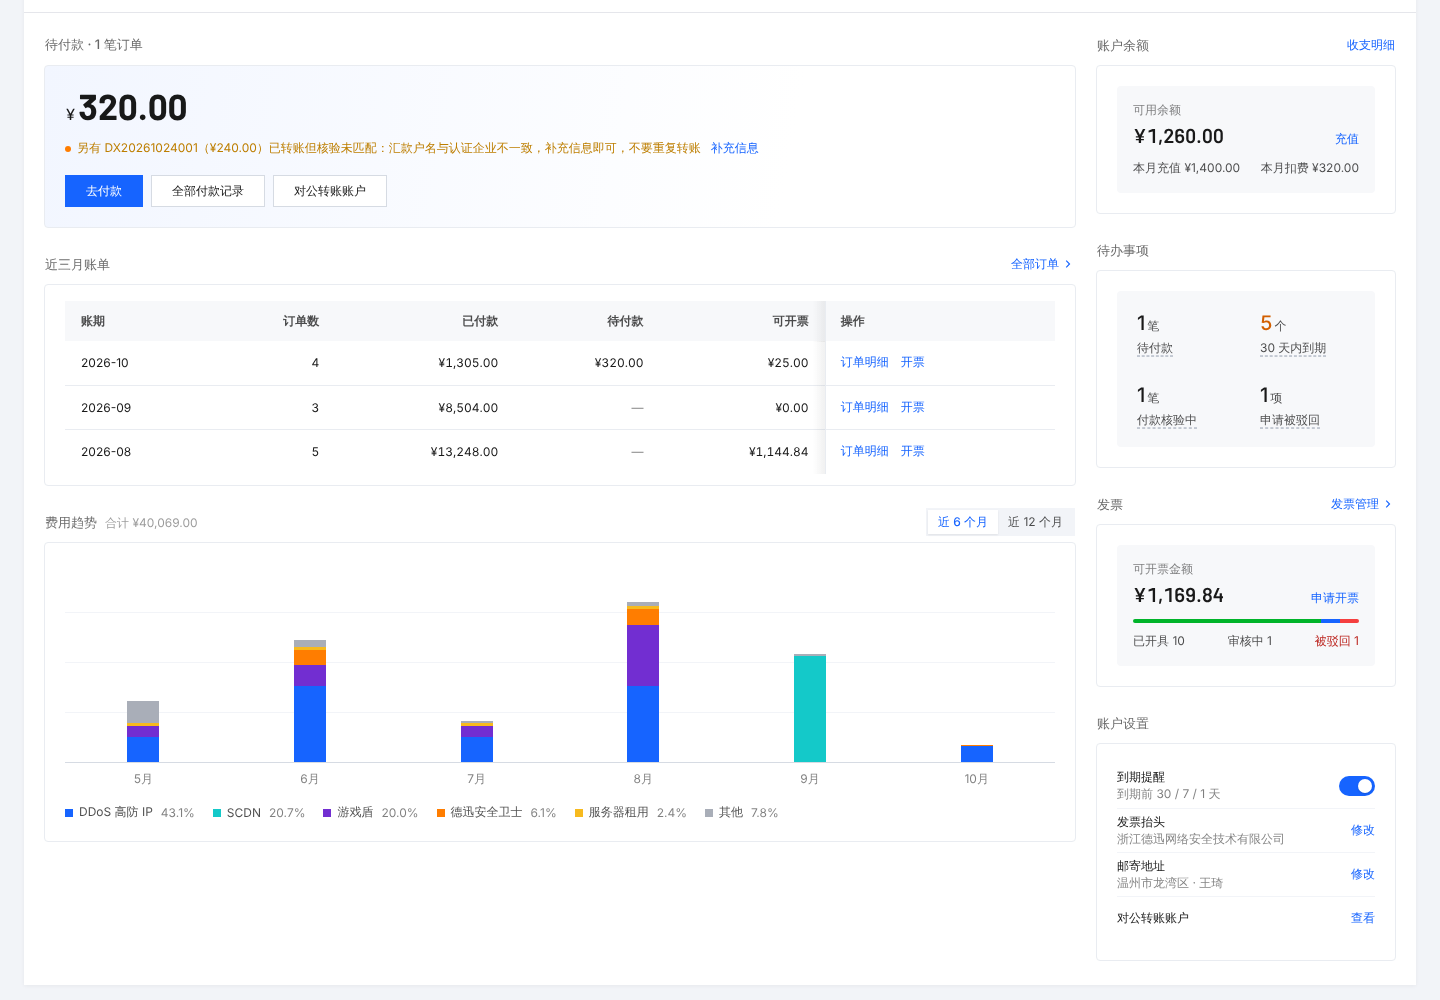 待付款 · 1 笔订单
¥ 320.00
另有 DX20261024001（¥240.00）已转账但核验未匹配：汇款户名与认证企业不一致，补充信息即可，不要重复转账 补充信息
去付款 全部付款记录 对公转账账户
近三月账单 全部订单
账期 订单数 已付款 待付款 可开票 操作
2026-10 4 ¥1,305.00 ¥320.00 ¥25.00 订单明细 开票
2026-09 3 ¥8,504.00 — ¥0.00 订单明细 开票
2026-08 5 ¥13,248.00 — ¥1,144.84 订单明细 开票
费用趋势 合计 ¥40,069.00 近 6 个月 近 12 个月
5月 6月 7月 8月 9月 10月
DDoS 高防 IP 43.1% SCDN 20.7% 游戏盾 20.0% 德迅安全卫士 6.1% 服务器租用 2.4% 其他 7.8%
账户余额 收支明细
可用余额
¥1,260.00 充值
本月充值 ¥1,400.00 本月扣费 ¥320.00
待办事项
1笔 5个
待付款 30 天内到期
1笔 1项
付款核验中 申请被驳回
发票 发票管理
可开票金额
¥1,169.84 申请开票
已开具 10 审核中 1 被驳回 1
账户设置
到期提醒
到期前 30 / 7 / 1 天
发票抬头
浙江德迅网络安全技术有限公司 修改
邮寄地址
温州市龙湾区 · 王琦 修改
对公转账账户 查看